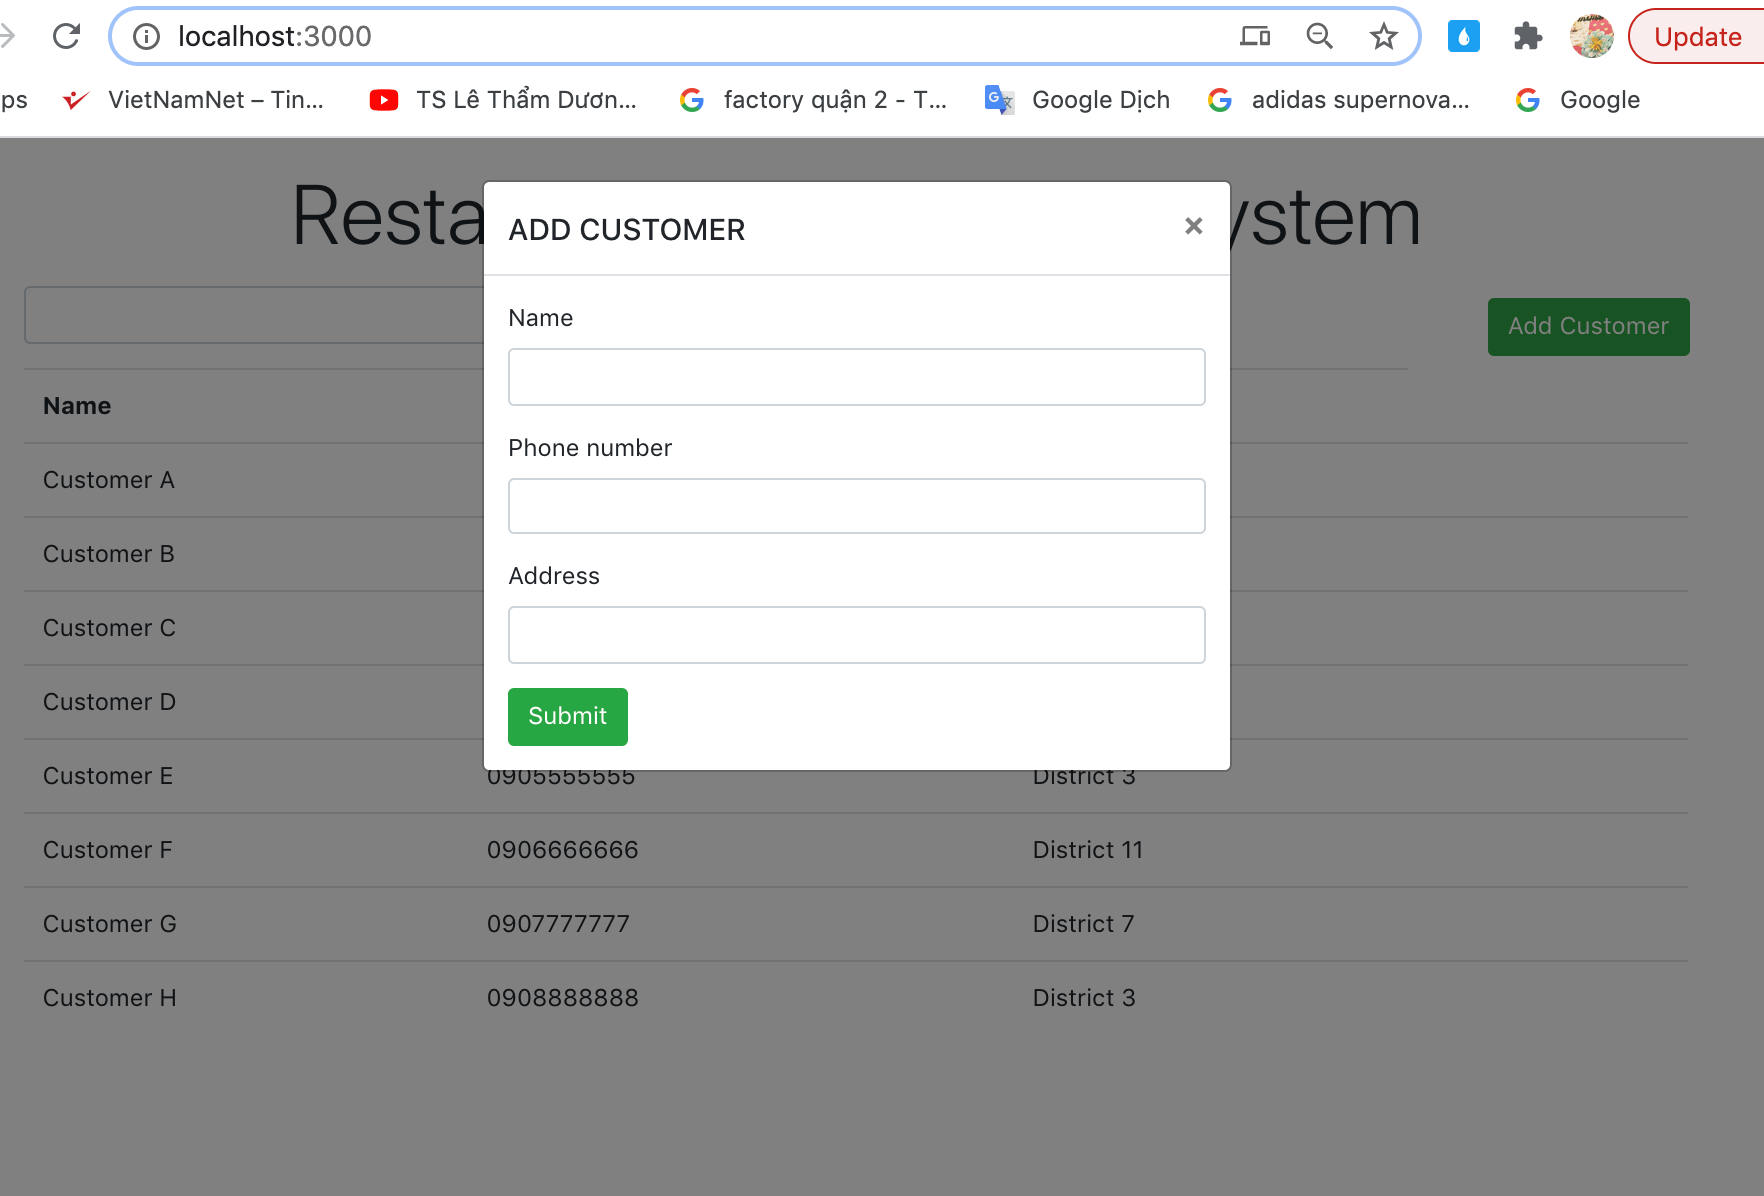 localhost:3000
Update
ps
VietNamNet – Tin...
TS Lê Thẩm Dươn...
factory quận 2 - T...
Google Dịch
adidas supernova...
Google
Resta
ystem
ADD CUSTOMER
×
Add Customer
Name
Phone number
Address
Submit
Name
Customer A
Customer B
Customer C
Customer D
Customer E 0905555555 District 3
Customer F 0906666666 District 11
Customer G 0907777777 District 7
Customer H 0908888888 District 3